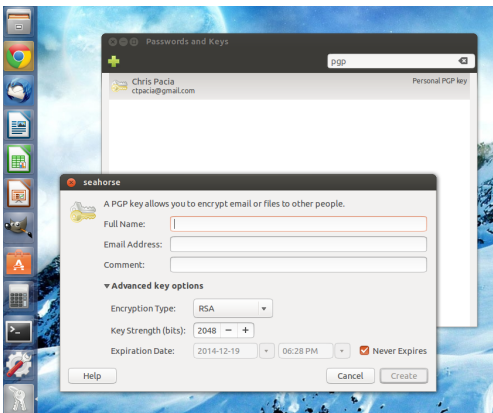 Passwords and Keys
pgp
Chris Pacia
Personal PGP key
ctpacia@gmail.com
seahorse
A PGP key allows you to encrypt email or files to other people.
Full Name:
Email Address:
Comment:
Advanced key options
Encryption Type: RSA
Key Strength (bits): 2048 − +
Expiration Date: 2014-12-19 06:28 PM Never Expires
Help Cancel Create